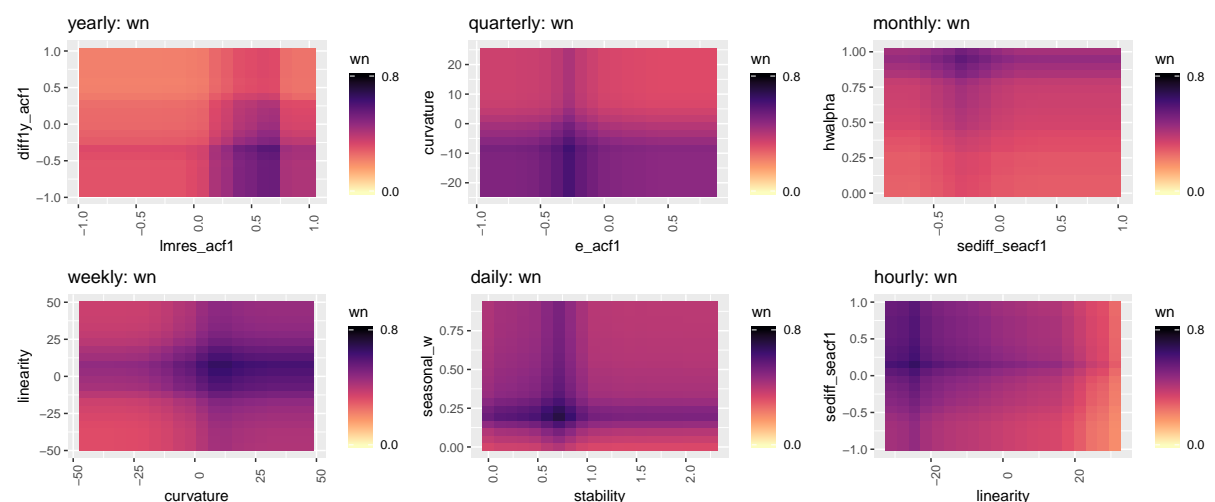 yearly: wn
quarterly: wn
monthly: wn
1.0
0.5
0.0
−0.5
−1.0
diff1y_acf1
−1.0
−0.5
0.0
0.5
1.0
lmres_acf1
wn
0.8
0.0
20
10
0
−10
−20
curvature
−1.0
−0.5
0.0
0.5
e_acf1
wn
0.8
0.0
1.00
0.75
0.50
0.25
0.00
hwalpha
−0.5
0.0
0.5
1.0
sediff_seacf1
wn
0.8
0.0
weekly: wn
daily: wn
hourly: wn
50
25
0
−25
−50
linearity
−50
−25
0
25
50
curvature
wn
0.8
0.0
0.75
0.50
0.25
0.00
seasonal_w
0.0
0.5
1.0
1.5
2.0
stability
wn
0.8
0.0
1.0
0.5
0.0
−0.5
−1.0
sediff_seacf1
−20
0
20
linearity
wn
0.8
0.0